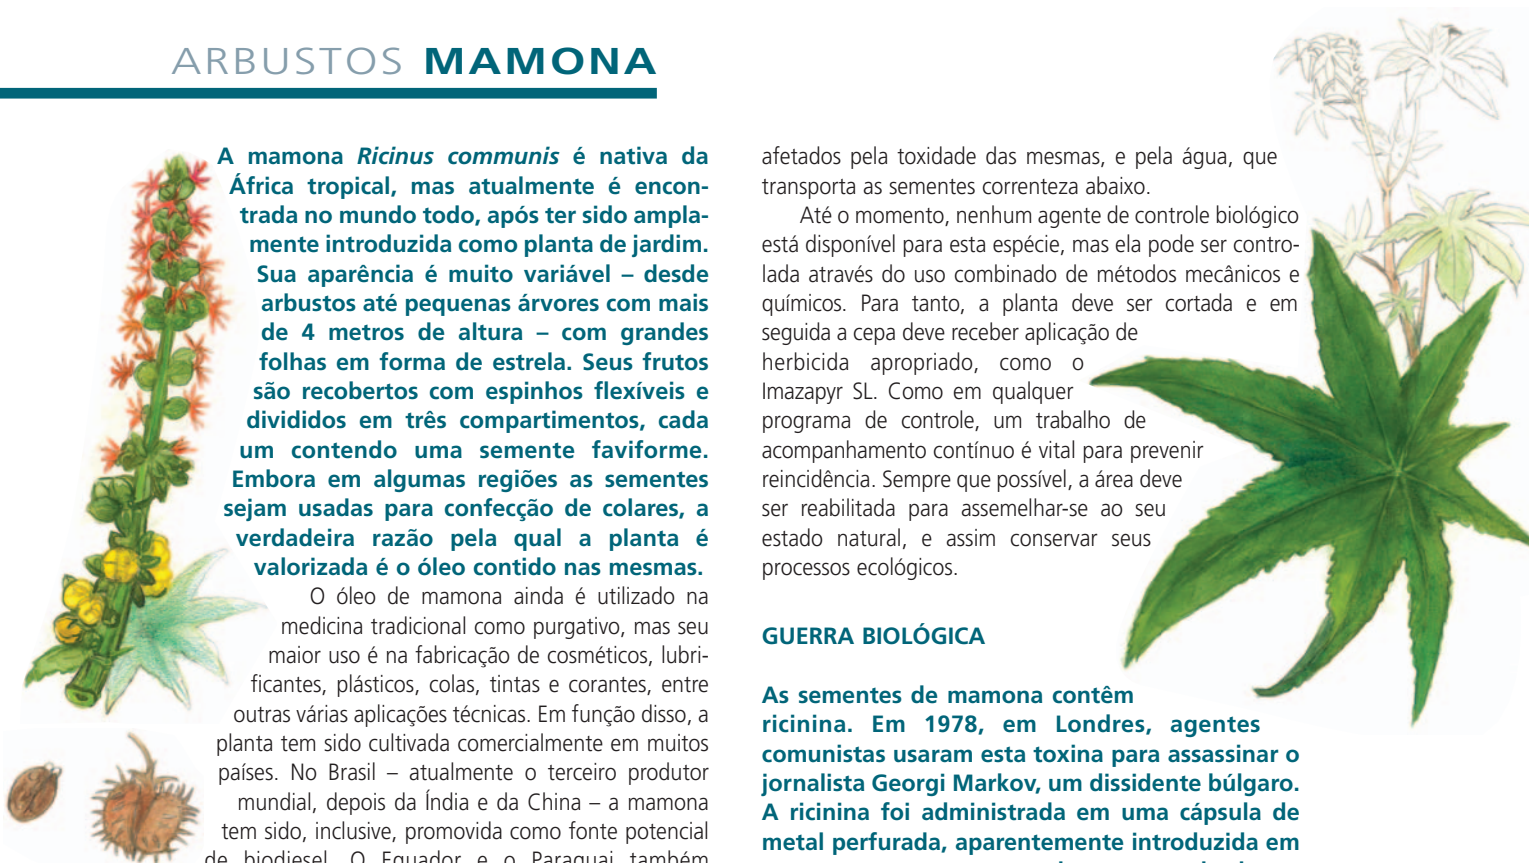 ARBUSTOS MAMONA
A mamona Ricinus communis é nativa da
África tropical, mas atualmente é encon-
trada no mundo todo, após ter sido ampla-
mente introduzida como planta de jardim.
Sua aparência é muito variável – desde
arbustos até pequenas árvores com mais
de 4 metros de altura – com grandes
folhas em forma de estrela. Seus frutos
são recobertos com espinhos flexíveis e
divididos em três compartimentos, cada
um contendo uma semente faviforme.
Embora em algumas regiões as sementes
sejam usadas para confecção de colares, a
verdadeira razão pela qual a planta é
valorizada é o óleo contido nas mesmas.
O óleo de mamona ainda é utilizado na
medicina tradicional como purgativo, mas seu
maior uso é na fabricação de cosméticos, lubri-
ficantes, plásticos, colas, tintas e corantes, entre
outras várias aplicações técnicas. Em função disso, a
planta tem sido cultivada comercialmente em muitos
países. No Brasil – atualmente o terceiro produtor
mundial, depois da Índia e da China – a mamona
tem sido, inclusive, promovida como fonte potencial
de biodiesel. O Equador e o Paraguai também
afetados pela toxidade das mesmas, e pela água, que
transporta as sementes correnteza abaixo.
Até o momento, nenhum agente de controle biológico
está disponível para esta espécie, mas ela pode ser contro-
lada através do uso combinado de métodos mecânicos e
químicos. Para tanto, a planta deve ser cortada e em
seguida a cepa deve receber aplicação de
herbicida apropriado, como o
Imazapyr SL. Como em qualquer
programa de controle, um trabalho de
acompanhamento contínuo é vital para prevenir
reincidência. Sempre que possível, a área deve
ser reabilitada para assemelhar-se ao seu
estado natural, e assim conservar seus
processos ecológicos.
GUERRA BIOLÓGICA
As sementes de mamona contêm
ricinina. Em 1978, em Londres, agentes
comunistas usaram esta toxina para assassinar o
jornalista Georgi Markov, um dissidente búlgaro.
A ricinina foi administrada em uma cápsula de
metal perfurada, aparentemente introduzida em